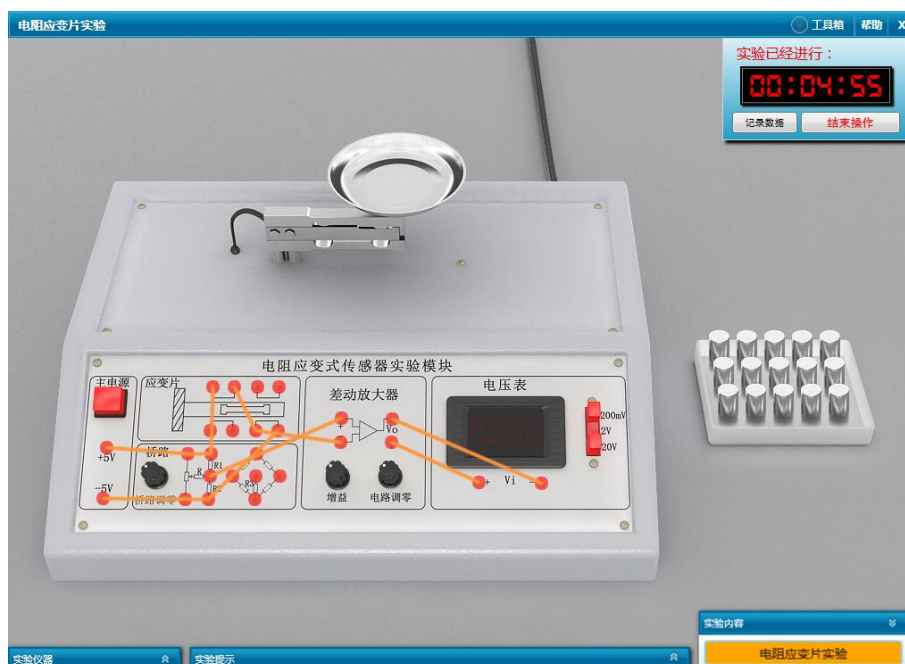 电阻应变片实验
工具箱 帮助 X
实验已经进行：
00:04:55
记录数据 结束操作
电阻应变式传感器实验模块
主电源 应变片
差动放大器
电压表
+ Vo
200mV
2V
20V
+5V 桥路
R1
R
R2 R3
-5V
桥路调零
增益 电路调零
+ Vi -
实验内容
电阻应变片实验
实验仪器 实验提示